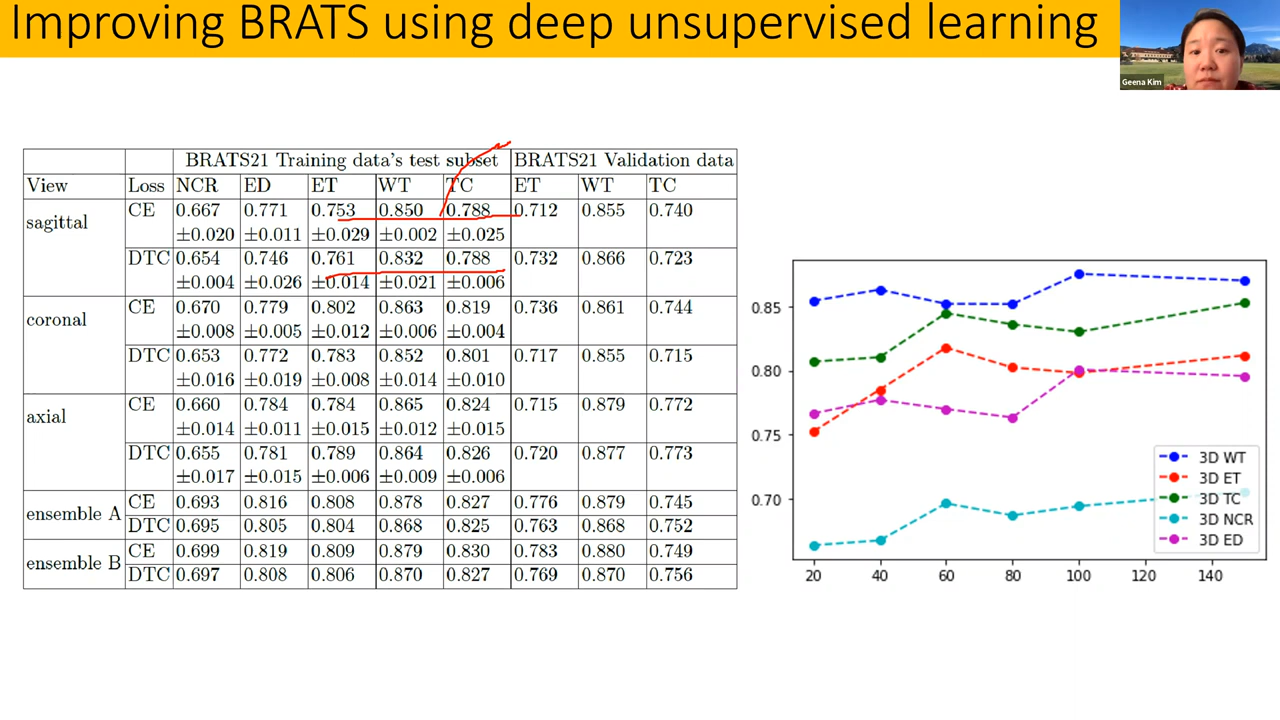 Improving BRATS using deep unsupervised learning
Geena Kim
BRATS21 Training data's test subset BRATS21 Validation data
View Loss NCR ED ET WT TC ET WT TC
sagittal CE 0.667 0.771 0.753 0.850 0.788 0.712 0.855 0.740
±0.020 ±0.011 ±0.029 ±0.002 ±0.025
DTC 0.654 0.746 0.761 0.832 0.788 0.732 0.866 0.723
±0.004 ±0.026 ±0.014 ±0.021 ±0.006
coronal CE 0.670 0.779 0.802 0.863 0.819 0.736 0.861 0.744
±0.008 ±0.005 ±0.012 ±0.006 ±0.004
DTC 0.653 0.772 0.783 0.852 0.801 0.717 0.855 0.715
±0.016 ±0.019 ±0.008 ±0.014 ±0.010
axial CE 0.660 0.784 0.784 0.865 0.824 0.715 0.879 0.772
±0.014 ±0.011 ±0.015 ±0.012 ±0.015
DTC 0.655 0.781 0.789 0.864 0.826 0.720 0.877 0.773
±0.017 ±0.015 ±0.006 ±0.009 ±0.006
ensemble A CE 0.693 0.816 0.808 0.878 0.827 0.776 0.879 0.745
DTC 0.695 0.805 0.804 0.868 0.825 0.763 0.868 0.752
ensemble B CE 0.699 0.819 0.809 0.879 0.830 0.783 0.880 0.749
DTC 0.697 0.808 0.806 0.870 0.827 0.769 0.870 0.756
0.85
0.80
0.75
0.70
20 40 60 80 100 120 140
3D WT
3D ET
3D TC
3D NCR
3D ED